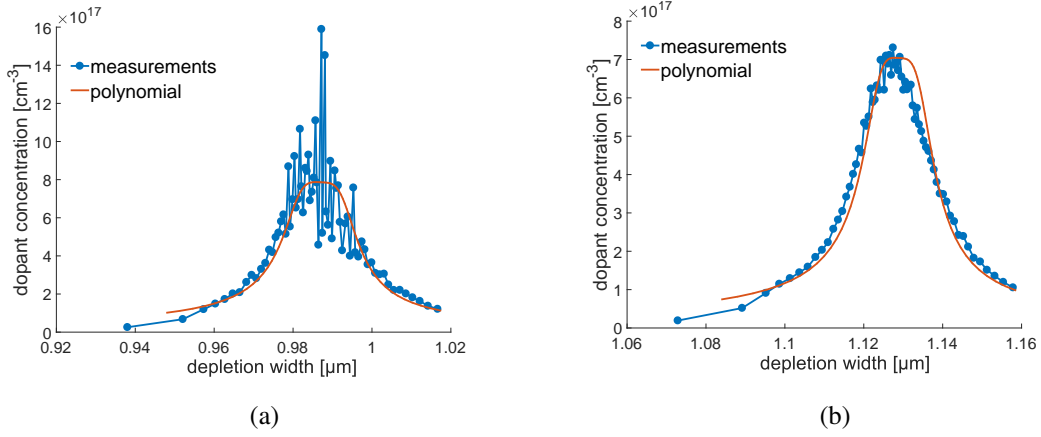 ×10^17
16
14
12
10
8
6
4
2
0
0.92 0.94 0.96 0.98 1 1.02
dopant concentration [cm^-3]
depletion width [μm]
measurements
polynomial
(a)
×10^17
8
7
6
5
4
3
2
1
0
1.06 1.08 1.1 1.12 1.14 1.16
dopant concentration [cm^-3]
depletion width [μm]
measurements
polynomial
(b)